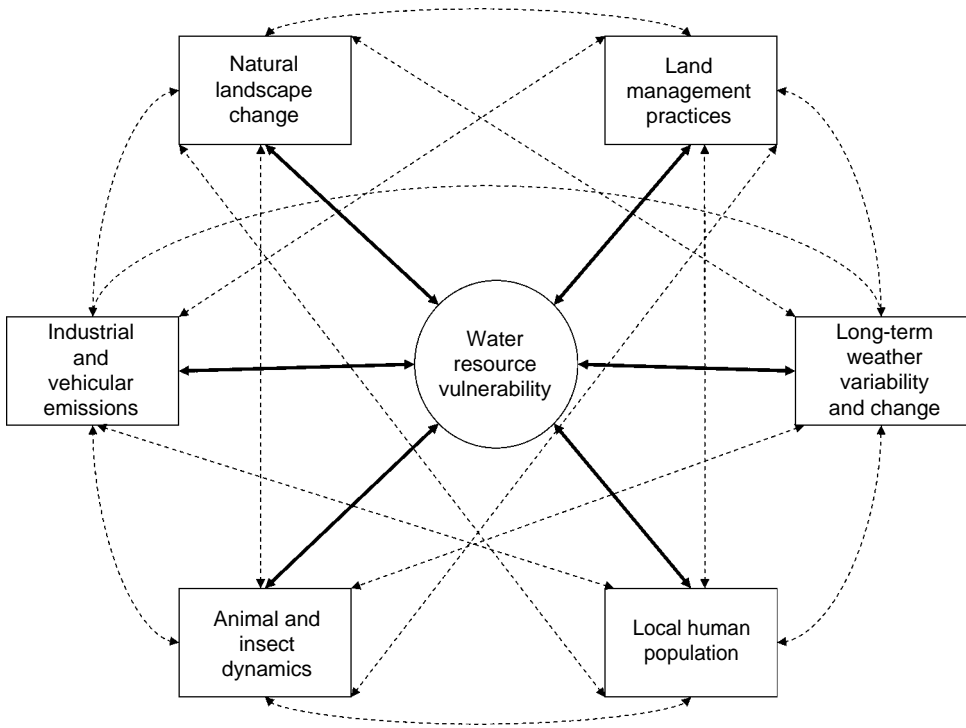 Natural
landscape
change
Land
management
practices
Industrial
and
vehicular
emissions
Water
resource
vulnerability
Long-term
weather
variability
and change
Animal and
insect
dynamics
Local human
population